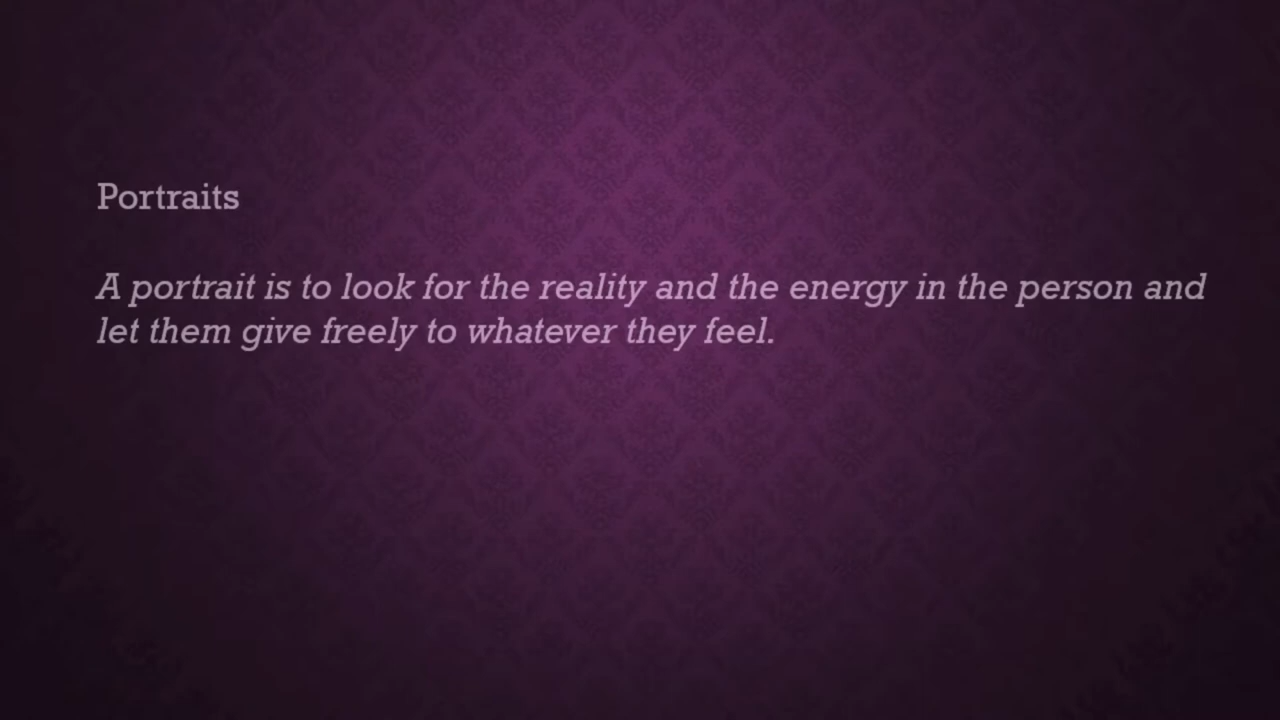 Portraits
A portrait is to look for the reality and the energy in the person and
let them give freely to whatever they feel.